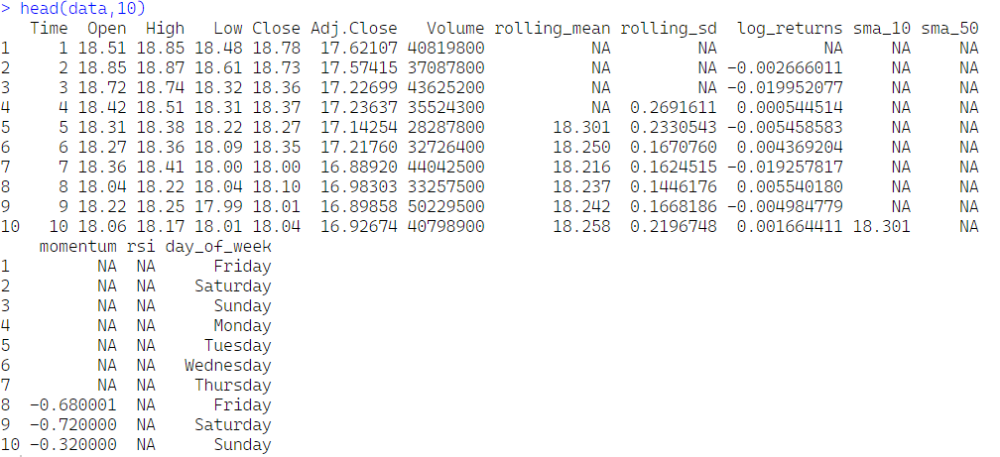 > head(data,10)
Time Open High Low Close Adj.Close Volume rolling_mean rolling_sd log_returns sma_10 sma_50
1 1 18.51 18.85 18.48 18.78 17.62107 40819800 NA NA NA NA NA
2 2 18.85 18.87 18.61 18.73 17.57415 37087800 NA NA -0.002666011 NA NA
3 3 18.72 18.74 18.32 18.36 17.22699 43625200 NA NA -0.019952077 NA NA
4 4 18.42 18.51 18.31 18.37 17.23637 35524300 NA 0.2691611 0.000544514 NA NA
5 5 18.31 18.38 18.22 18.27 17.14254 28287800 18.301 0.2330543 -0.005458583 NA NA
6 6 18.27 18.36 18.09 18.35 17.21760 32726400 18.250 0.1670760 0.004369204 NA NA
7 7 18.36 18.41 18.00 18.00 16.88920 44042500 18.216 0.1624515 -0.019257817 NA NA
8 8 18.04 18.22 18.04 18.10 16.98303 33257500 18.237 0.1446176 0.005540180 NA NA
9 9 18.22 18.25 17.99 18.01 16.89858 50229500 18.242 0.1668186 -0.004984779 NA NA
10 10 18.06 18.17 18.01 18.04 16.92674 40798900 18.258 0.2196748 0.001664411 18.301 NA
momentum rsi day_of_week
1 NA NA Friday
2 NA NA Saturday
3 NA NA Sunday
4 NA NA Monday
5 NA NA Tuesday
6 NA NA Wednesday
7 NA NA Thursday
8 -0.680001 NA Friday
9 -0.720000 NA Saturday
10 -0.320000 NA Sunday